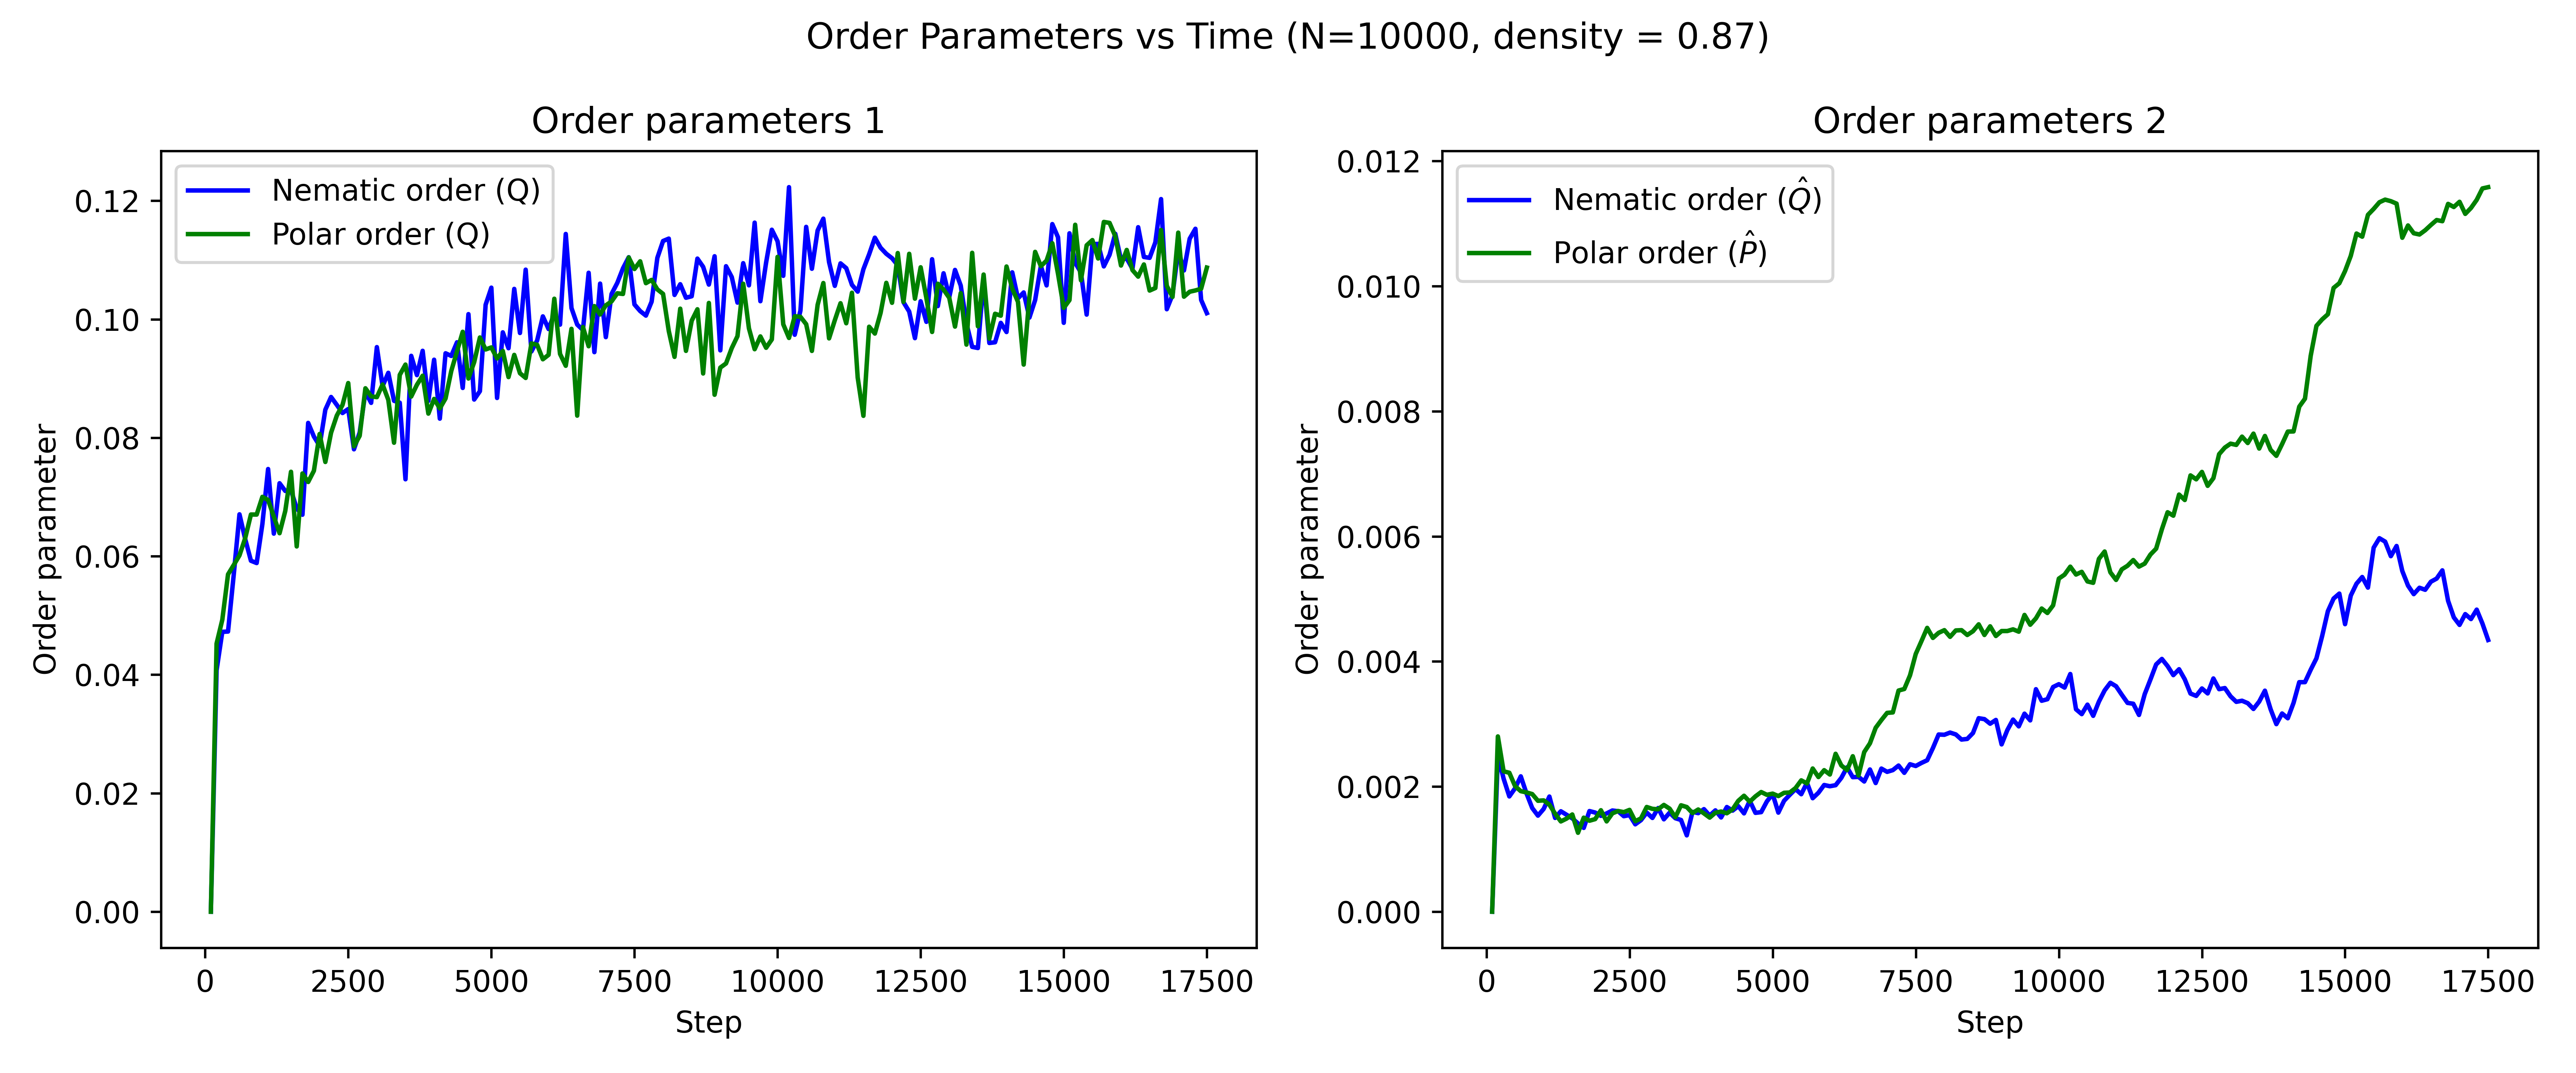 Order Parameters vs Time (N=10000, density = 0.87)
Order parameters 1
Nematic order (Q)
Polar order (Q)
0.12
0.10
0.08
0.06
0.04
0.02
0.00
Order parameter
0 2500 5000 7500 10000 12500 15000 17500
Step
Order parameters 2
Nematic order (Q̂)
Polar order (P̂)
0.012
0.010
0.008
0.006
0.004
0.002
0.000
Order parameter
0 2500 5000 7500 10000 12500 15000 17500
Step